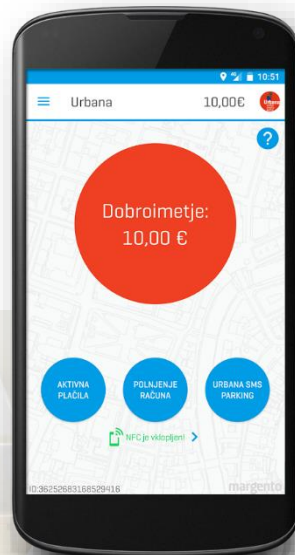 10:51
Urbana
10,00€
Urbana
?
Dobroimetje:
10,00 €
AKTIVNA
PLAČILA
POLNJENJE
RAČUNA
URBANA SMS
PARKING
NFC je vklopljen!
ID:36252683168529416
margento